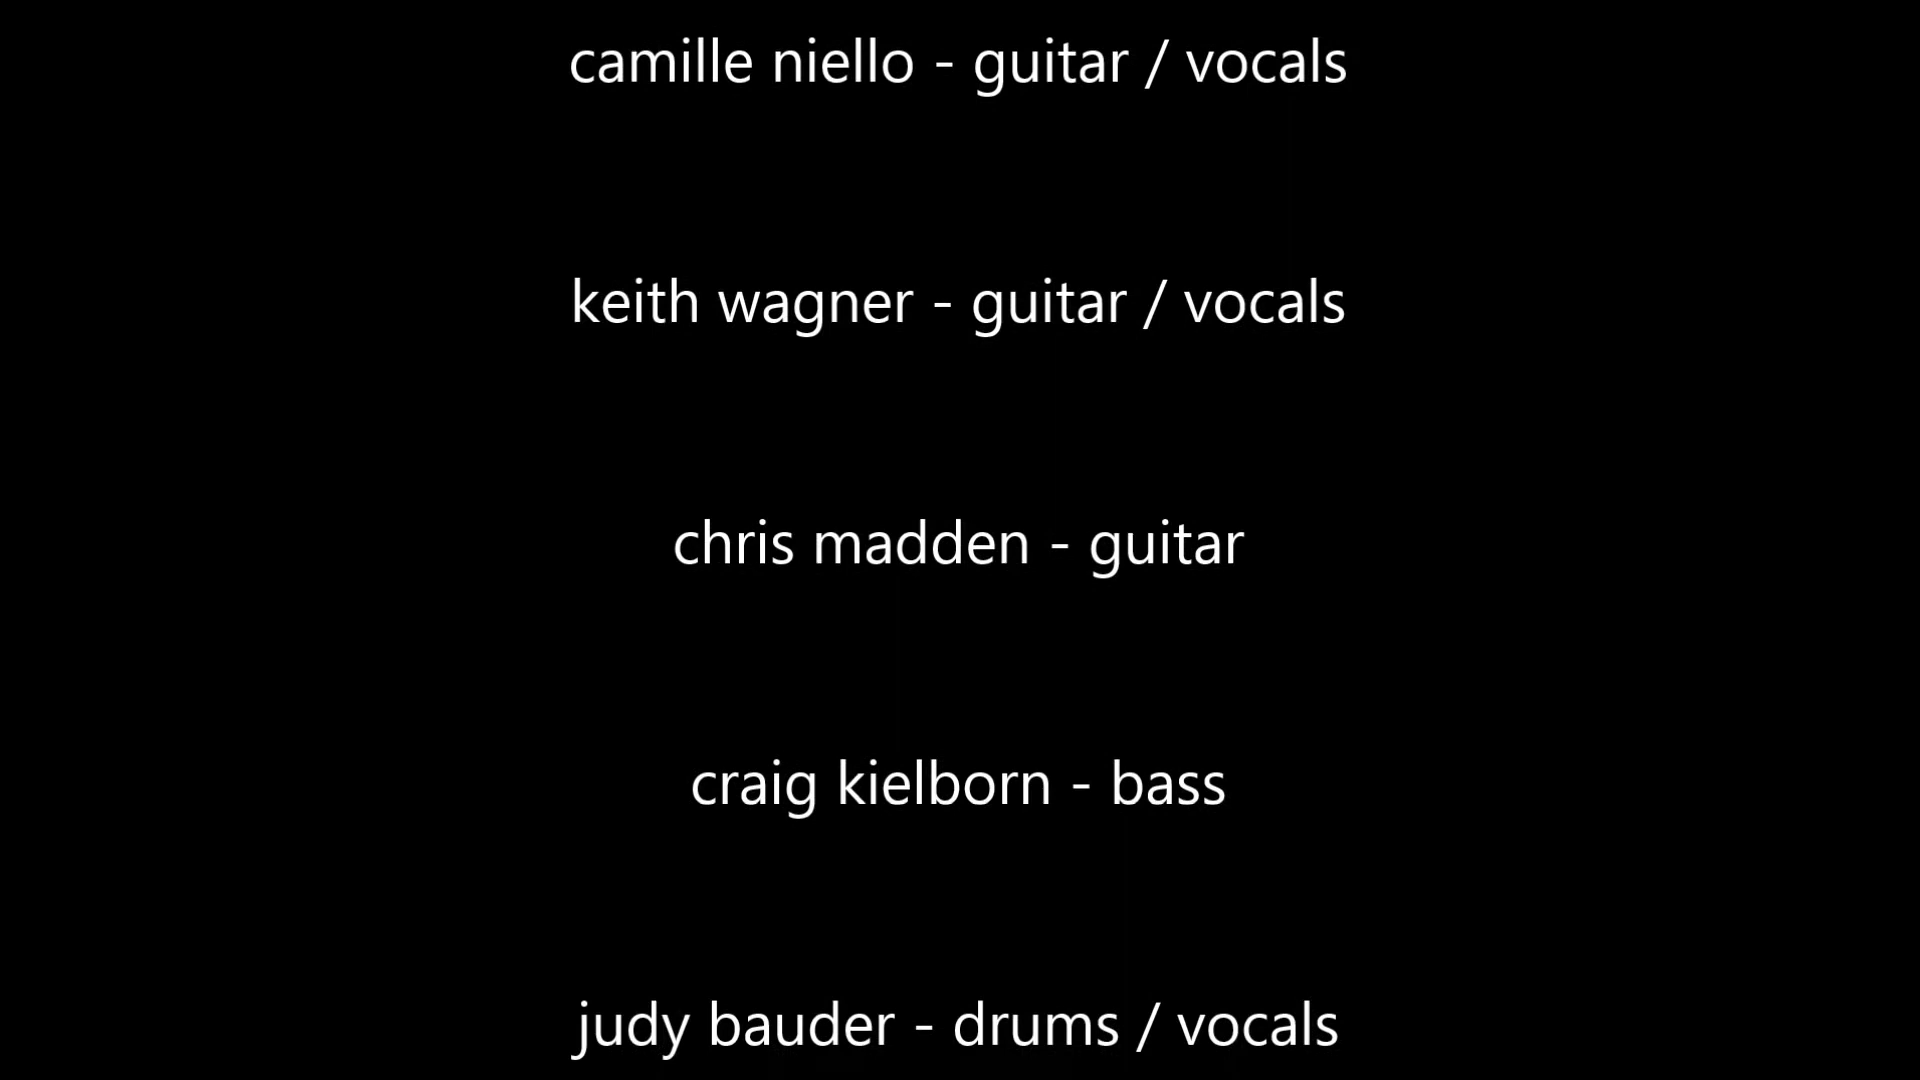 camille niello - guitar / vocals
keith wagner - guitar / vocals
chris madden - guitar
craig kielborn - bass
judy bauder - drums / vocals